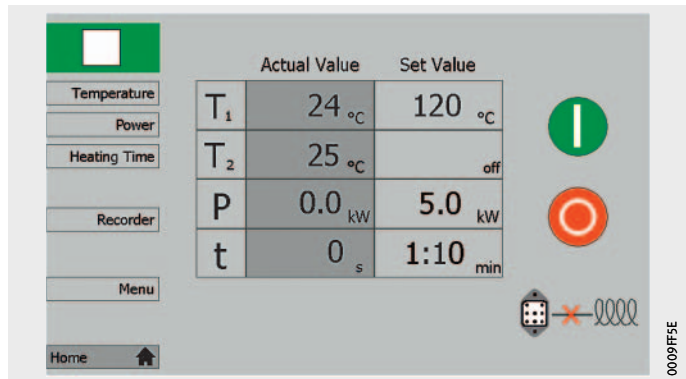 Actual Value Set Value
Temperature
Power
Heating Time
Recorder
Menu
Home
T1 24 °C 120 °C
T2 25 °C off
P 0.0 kW 5.0 kW
t 0 s 1:10 min
0009FF5E